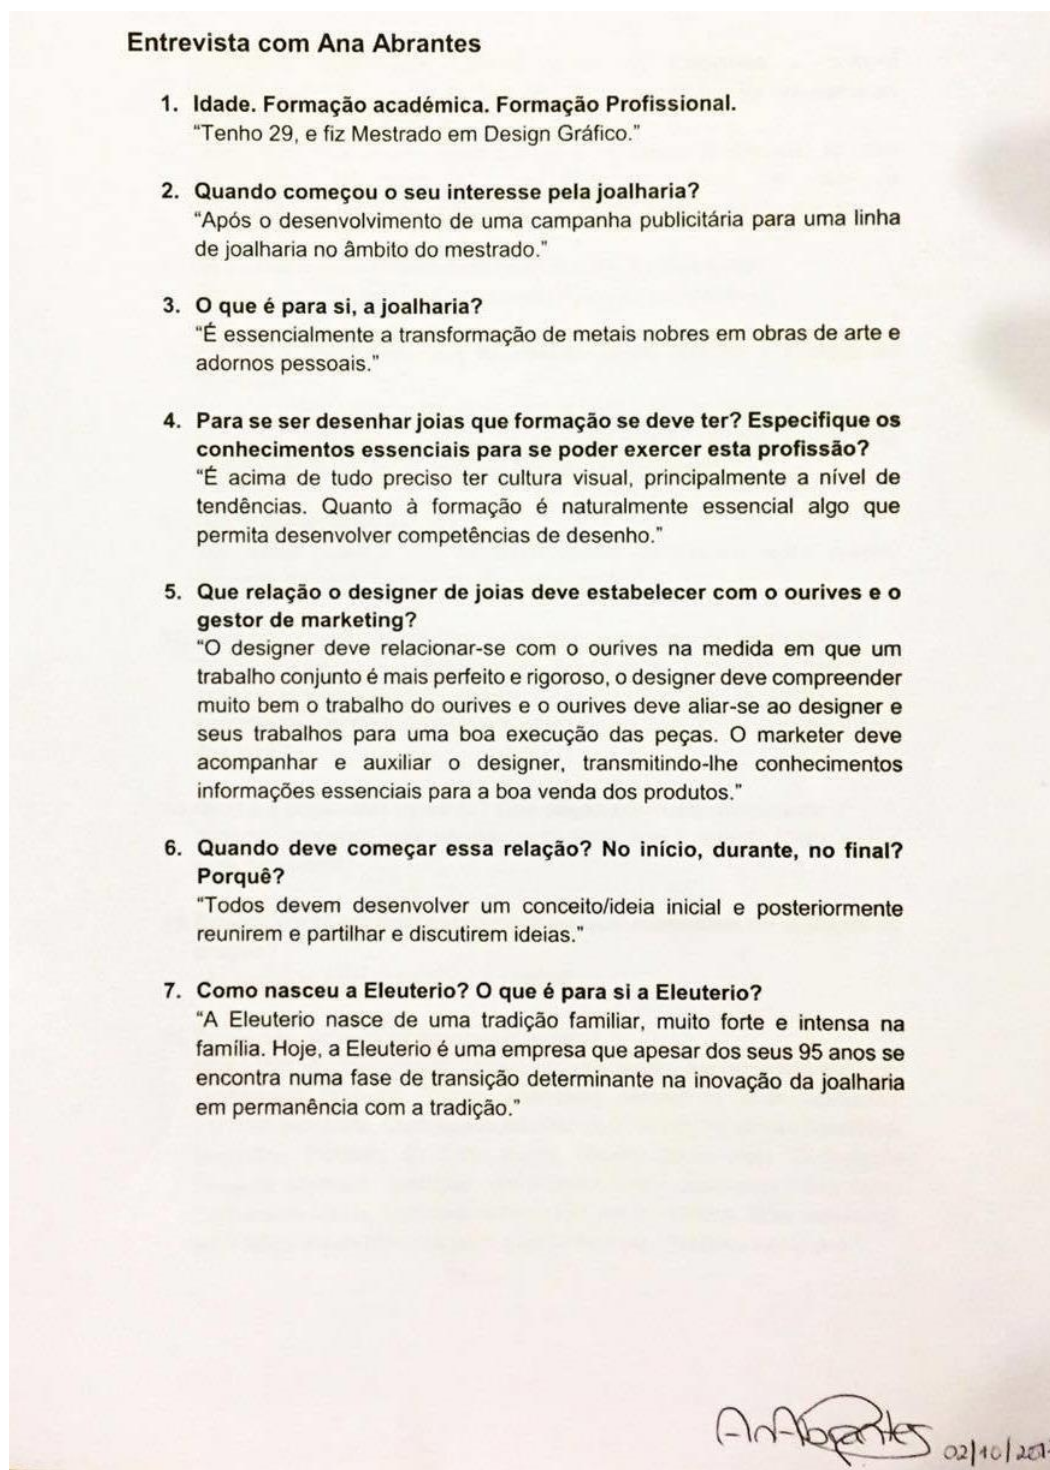 Entrevista com Ana Abrantes
1. Idade. Formação académica. Formação Profissional.
“Tenho 29, e fiz Mestrado em Design Gráfico.”
2. Quando começou o seu interesse pela joalharia?
“Após o desenvolvimento de uma campanha publicitária para uma linha
de joalharia no âmbito do mestrado.”
3. O que é para si, a joalharia?
“É essencialmente a transformação de metais nobres em obras de arte e
adornos pessoais.”
4. Para se ser desenhar joias que formação se deve ter? Especifique os
conhecimentos essenciais para se poder exercer esta profissão?
“É acima de tudo preciso ter cultura visual, principalmente a nível de
tendências. Quanto à formação é naturalmente essencial algo que
permita desenvolver competências de desenho.”
5. Que relação o designer de joias deve estabelecer com o ourives e o
gestor de marketing?
“O designer deve relacionar-se com o ourives na medida em que um
trabalho conjunto é mais perfeito e rigoroso, o designer deve compreender
muito bem o trabalho do ourives e o ourives deve aliar-se ao designer e
seus trabalhos para uma boa execução das peças. O marketer deve
acompanhar e auxiliar o designer, transmitindo-lhe conhecimentos
informações essenciais para a boa venda dos produtos.”
6. Quando deve começar essa relação? No início, durante, no final?
Porquê?
“Todos devem desenvolver um conceito/ideia inicial e posteriormente
reunirem e partilhar e discutirem ideias.”
7. Como nasceu a Eleuterio? O que é para si a Eleuterio?
“A Eleuterio nasce de uma tradição familiar, muito forte e intensa na
família. Hoje, a Eleuterio é uma empresa que apesar dos seus 95 anos se
encontra numa fase de transição determinante na inovação da joalharia
em permanência com a tradição.”
AnAbrantes 02/10/201